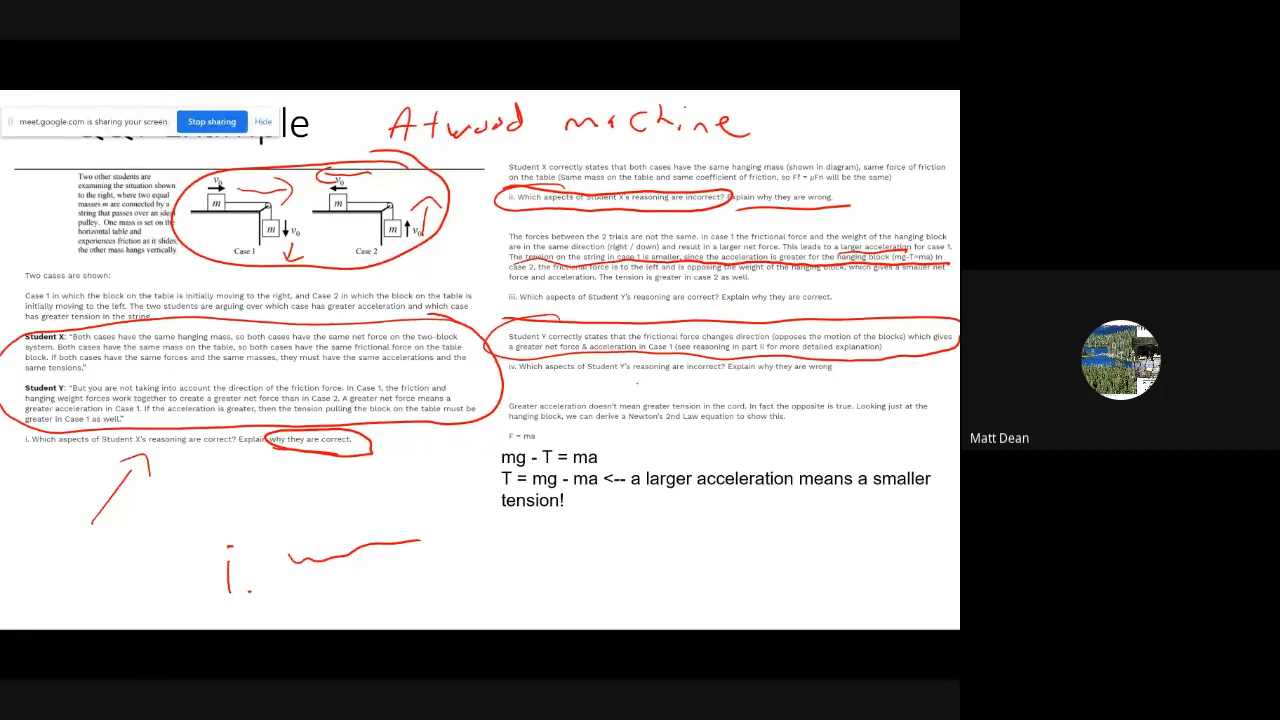 meet.google.com is sharing your screen.
Stop sharing
Hide
Atwood machine
Two other students are
examining the situation shown
to the right, where two equal
masses m are connected by a
string that passes over an ideal
pulley. One mass is set on the
horizontal table and
experiences friction as it slides,
the other mass hangs vertically.
v0
m
m
v0
Case 1
v0
m
m
v0
Case 2
Two cases are shown:
Case 1 in which the block on the table is initially moving to the right, and Case 2 in which the block on the table is
initially moving to the left. The two students are arguing over which case has greater acceleration and which case
has greater tension in the string.
Student X: "Both cases have the same hanging mass, so both cases have the same net force on the two-block
system. Both cases have the same mass on the table, so both cases have the same frictional force on the table
block. If both cases have the same forces and the same masses, they must have the same accelerations and the
same tensions."
Student Y: "But you are not taking into account the direction of the friction force. In Case 1, the friction and
hanging weight forces work together to create a greater net force than in Case 2. A greater net force means a
greater acceleration in Case 1. If the acceleration is greater, then the tension pulling the block on the table must be
greater in Case 1 as well."
i. Which aspects of Student X's reasoning are correct? Explain why they are correct.
i.
Student X correctly states that both cases have the same hanging mass (shown in diagram), same force of friction
on the table (Same mass on the table and same coefficient of friction, so Ff = μFn will be the same)
ii. Which aspects of Student X's reasoning are incorrect? Explain why they are wrong.
The forces between the 2 trials are not the same. In case 1 the frictional force and the weight of the hanging block
are in the same direction (right / down) and result in a larger net force. This leads to a larger acceleration for case 1.
The tension on the string in case 1 is smaller, since the acceleration is greater for the hanging block (mg-T=ma) In
case 2, the frictional force is to the left and is opposing the weight of the hanging block, which gives a smaller net
force and acceleration. The tension is greater in case 2 as well.
iii. Which aspects of Student Y's reasoning are correct? Explain why they are correct.
Student Y correctly states that the frictional force changes direction (opposes the motion of the blocks) which gives
a greater net force & acceleration in Case 1 (see reasoning in part ii for more detailed explanation)
iv. Which aspects of Student Y's reasoning are incorrect? Explain why they are wrong
Greater acceleration doesn't mean greater tension in the cord. In fact the opposite is true. Looking just at the
hanging block, we can derive a Newton's 2nd Law equation to show this.
F = ma
mg - T = ma
T = mg - ma <-- a larger acceleration means a smaller
tension!
Matt Dean